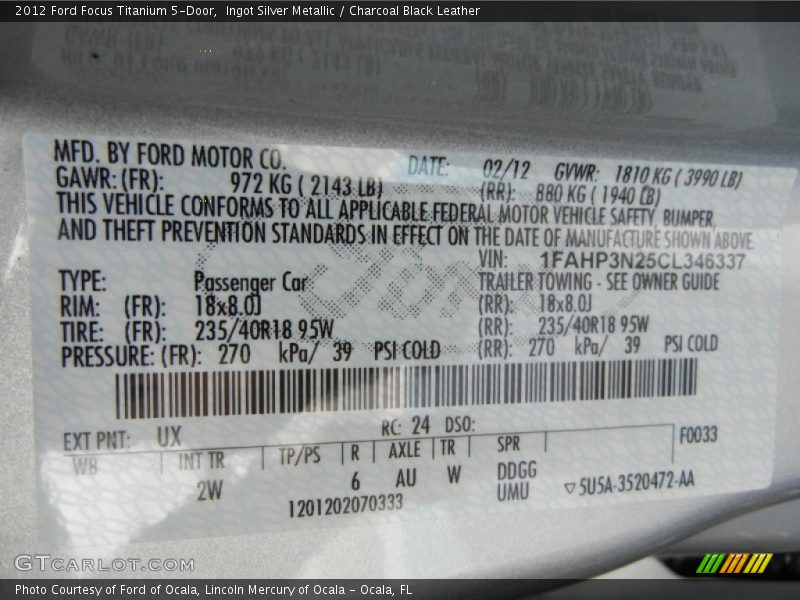 2012 Ford Focus Titanium 5-Door,  Ingot Silver Metallic / Charcoal Black Leather
MFD. BY FORD MOTOR CO. DATE: 02/12 GVWR: 1810 KG ( 3990 LB)
GAWR: (FR): 972 KG ( 2143 LB) (RR): 880 KG ( 1940 LB)
THIS VEHICLE CONFORMS TO ALL APPLICABLE FEDERAL MOTOR VEHICLE SAFETY, BUMPER,
AND THEFT PREVENTION STANDARDS IN EFFECT ON THE DATE OF MANUFACTURE SHOWN ABOVE.
VIN: 1FAHP3N25CL346337
TYPE: Passenger Car TRAILER TOWING - SEE OWNER GUIDE
RIM: (FR): 18x8.0J (RR): 18x8.0J
TIRE: (FR): 235/40R18 95W (RR): 235/40R18 95W
PRESSURE: (FR): 270 kPa/ 39 PSI COLD (RR): 270 kPa/ 39 PSI COLD
EXT PNT: UX RC: 24 DSO:
WB INT TR TP/PS R AXLE TR SPR F0033
2W 6 AU W DDGG
UMU
1201202070333 5U5A-3520472-AA
GTCARLOT.COM
Photo Courtesy of Ford of Ocala, Lincoln Mercury of Ocala - Ocala, FL